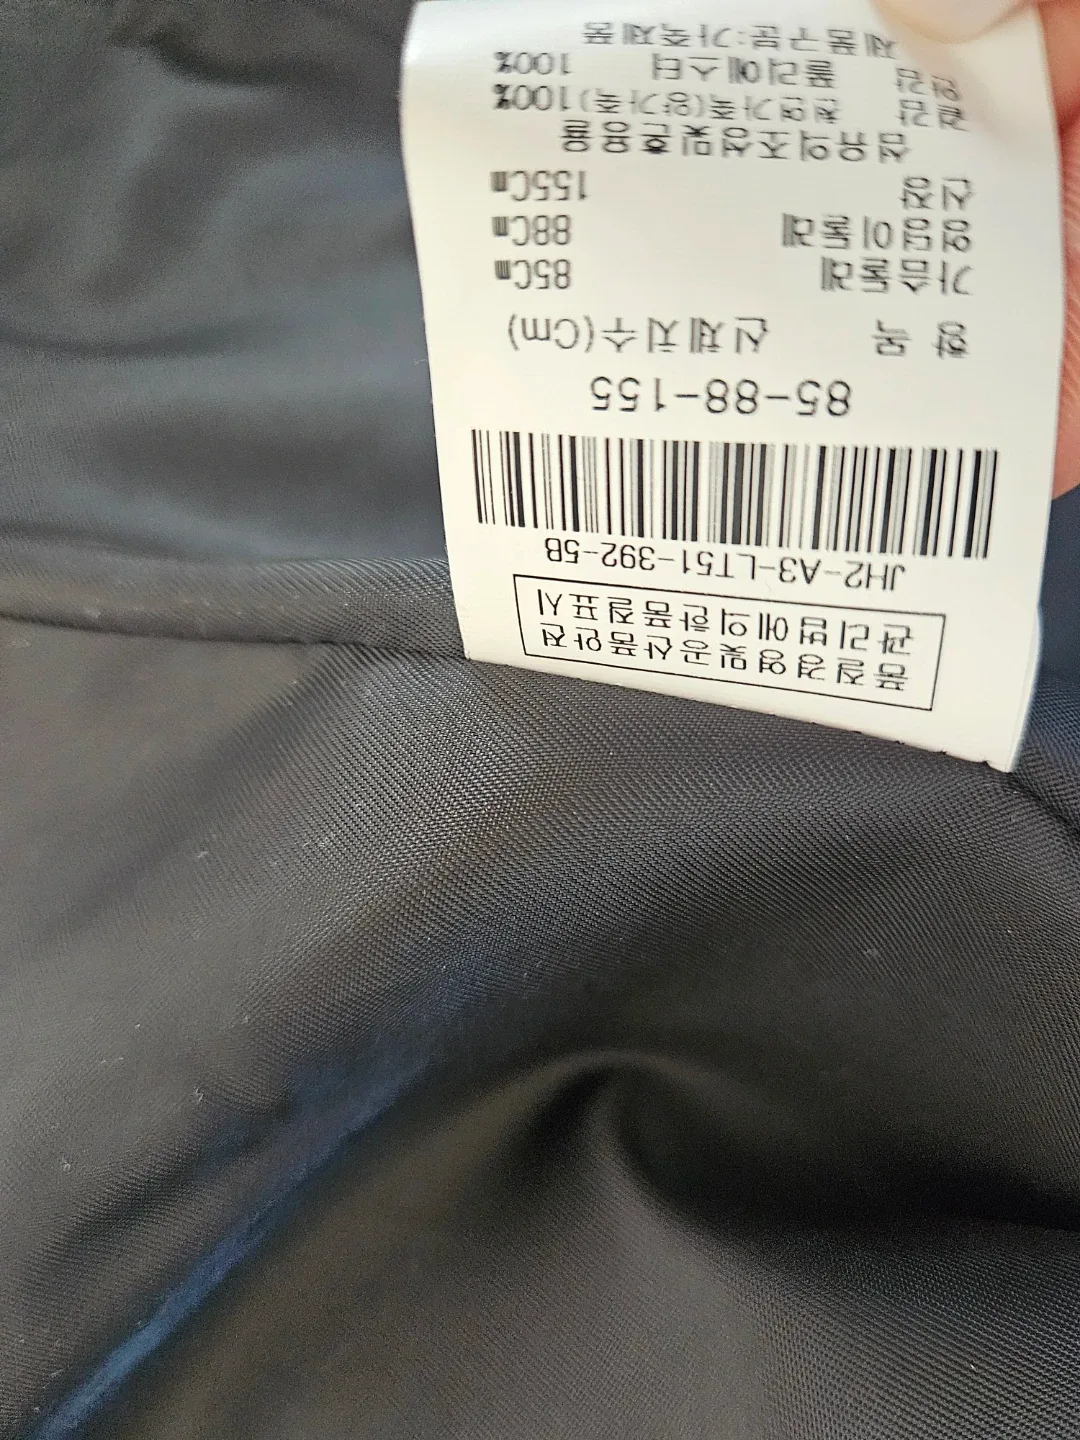 품질경영및공산품안전
관리법에의한품질표시
JH2-A3-LT51-392-5B
85-88-155
항 목 신체치수(Cm)
가슴둘레 85Cm
엉덩이둘레 88Cm
신장 155Cm
섬유의조성및혼용율
겉감 천연가죽(양가죽)100%
안감 폴리에스터 100%
제품구분:가죽제품